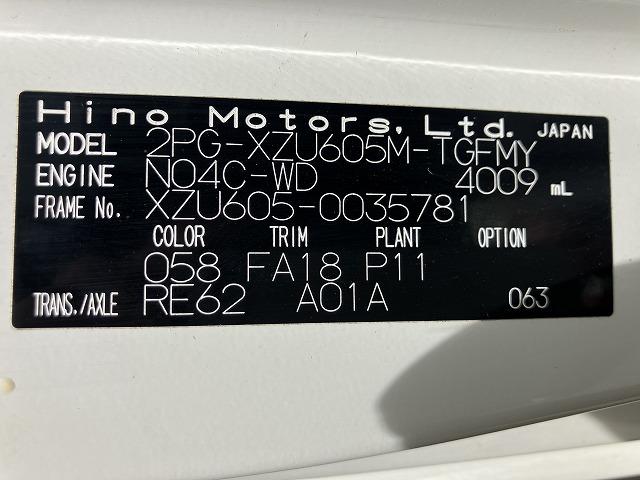 Hino Motors, Ltd. JAPAN
MODEL 2PG-XZU605M-TGFMY
ENGINE N04C-WD 4009 mL
FRAME No. XZU605-0035781
COLOR TRIM PLANT OPTION
058 FA18 P11
TRANS./AXLE RE62 A01A 063